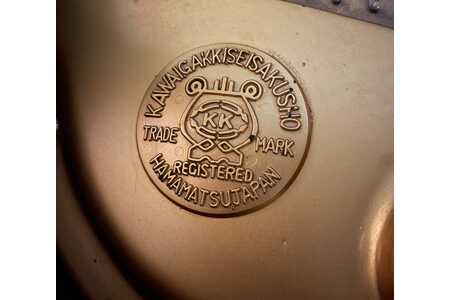 KAWAIGAKKISEISAKUSHO
KK
TRADE MARK
REGISTERED
HAMAMATSUJAPAN